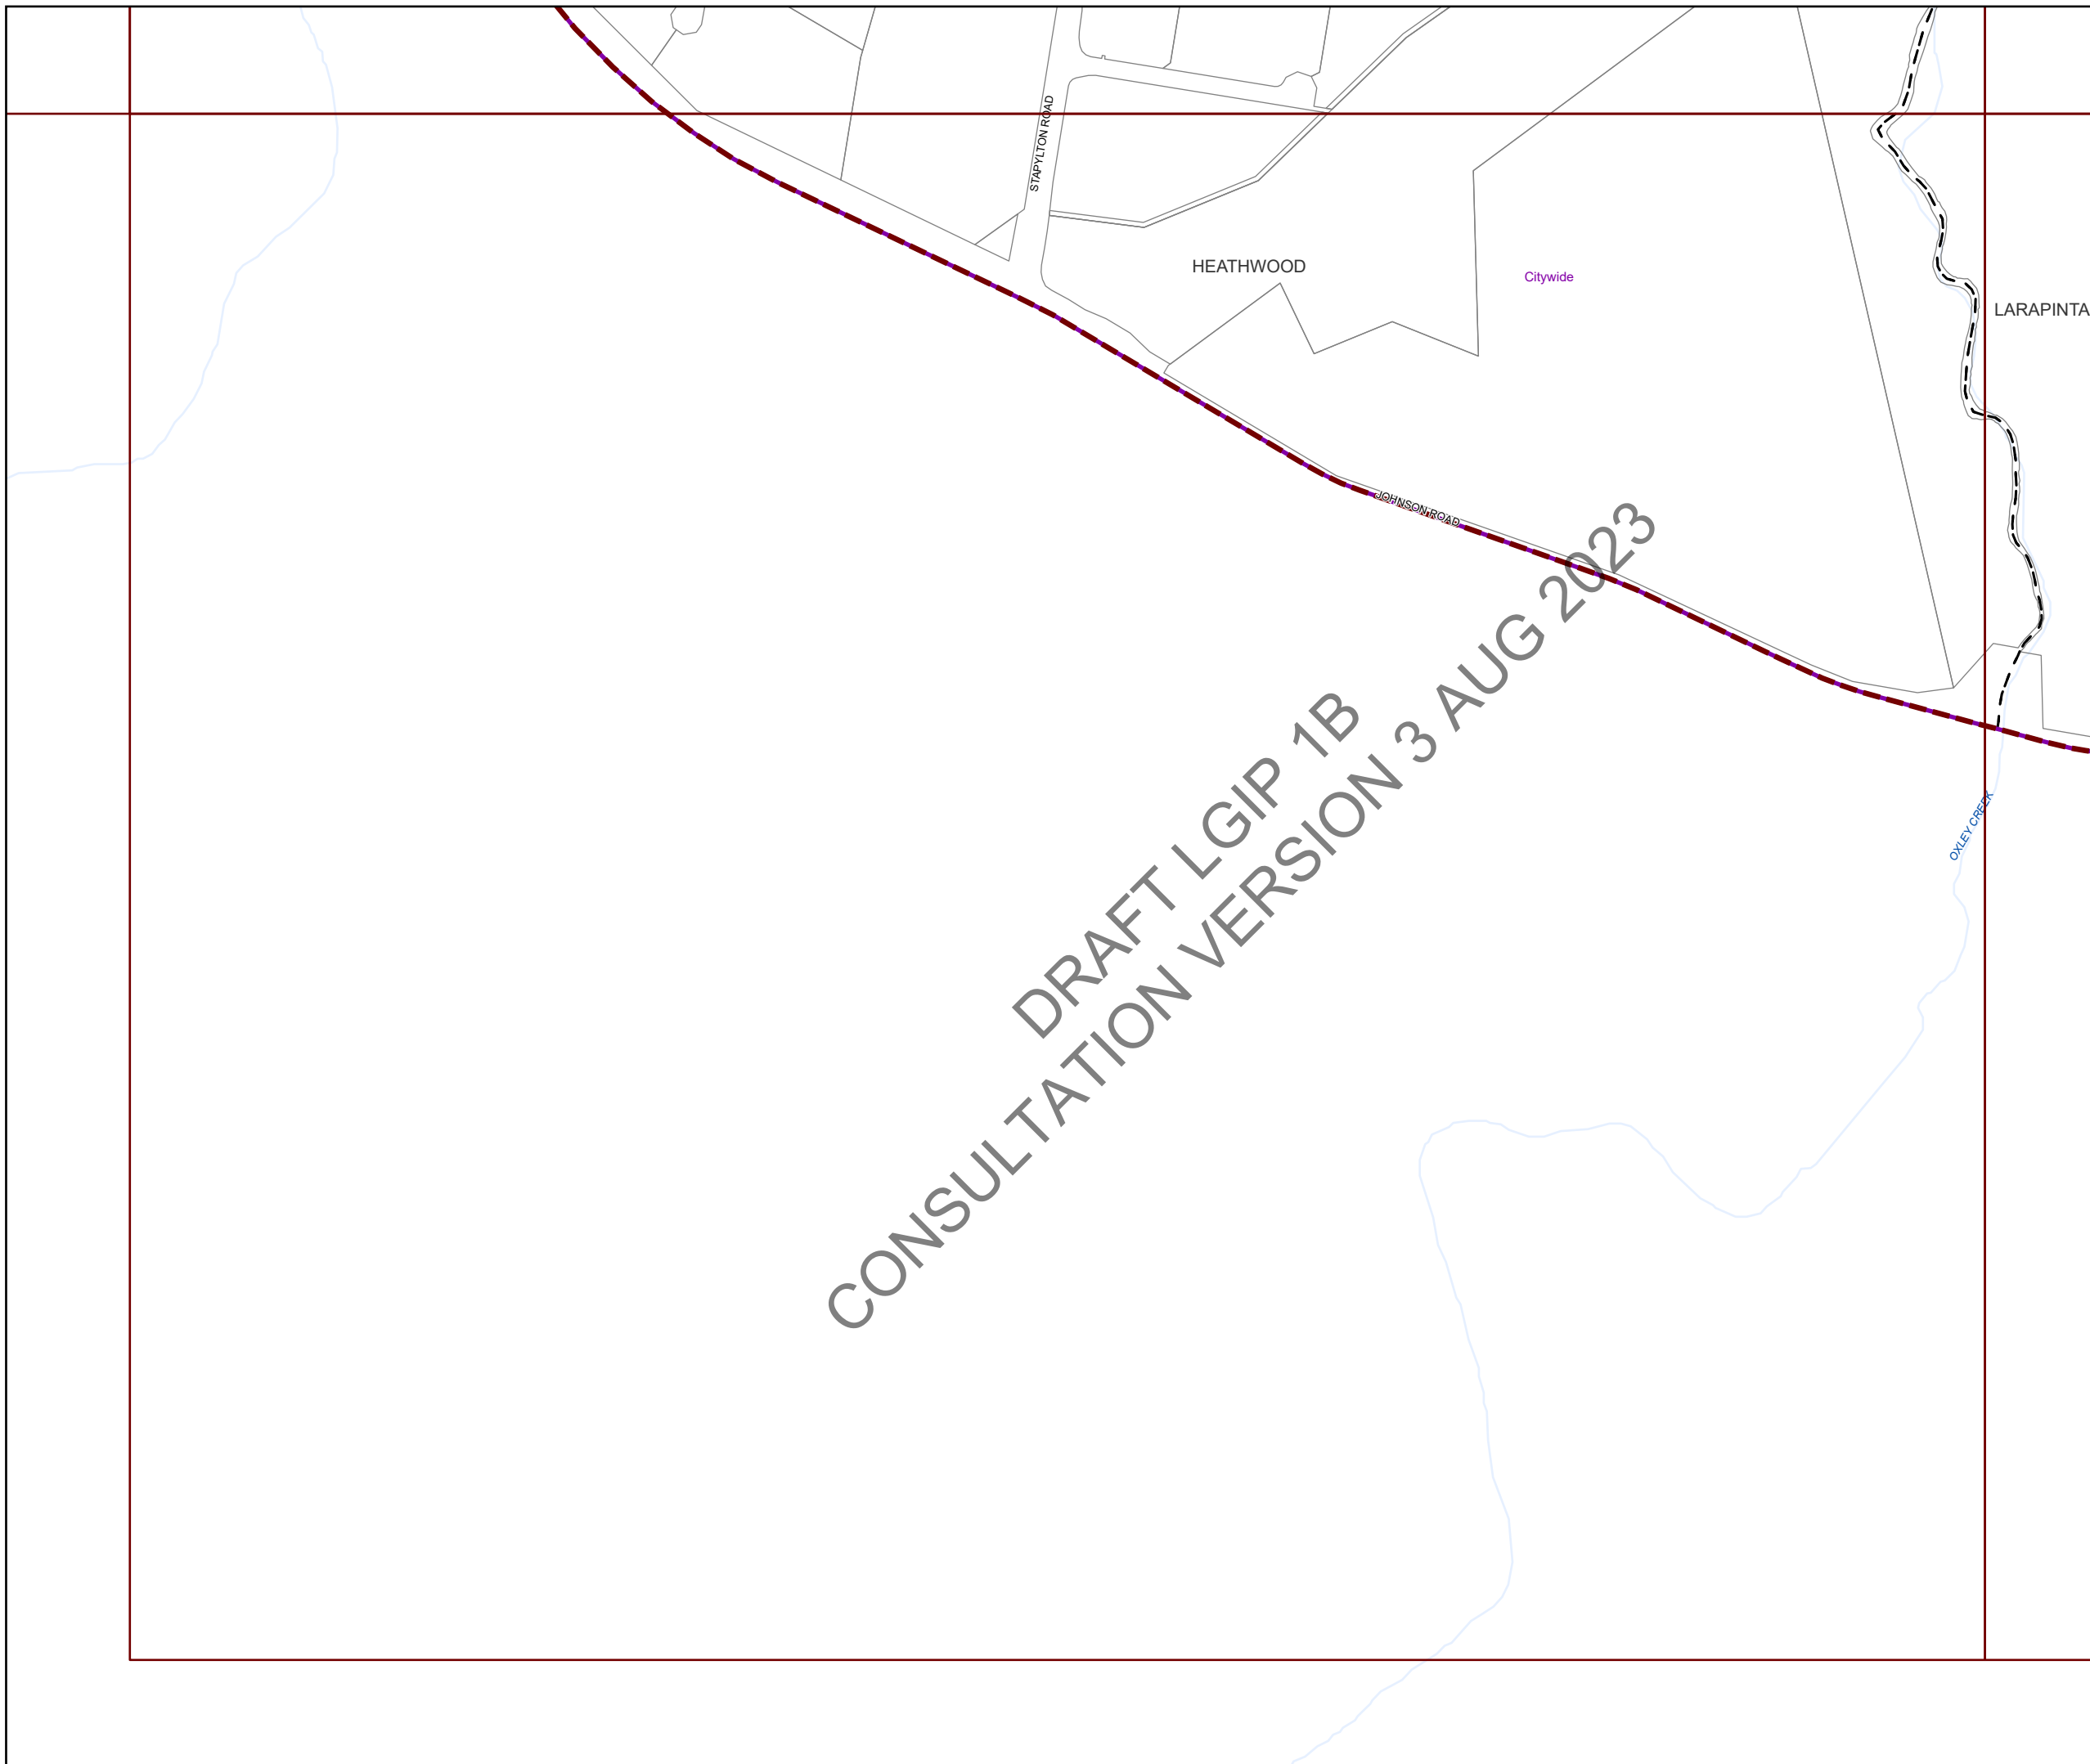 STAPYLTON ROAD
HEATHWOOD
Citywide
LARAPINTA
JOHNSON ROAD
DRAFT LGIP 1B
CONSULTATION VERSION 3 AUG 2023
OXLEY CREEK